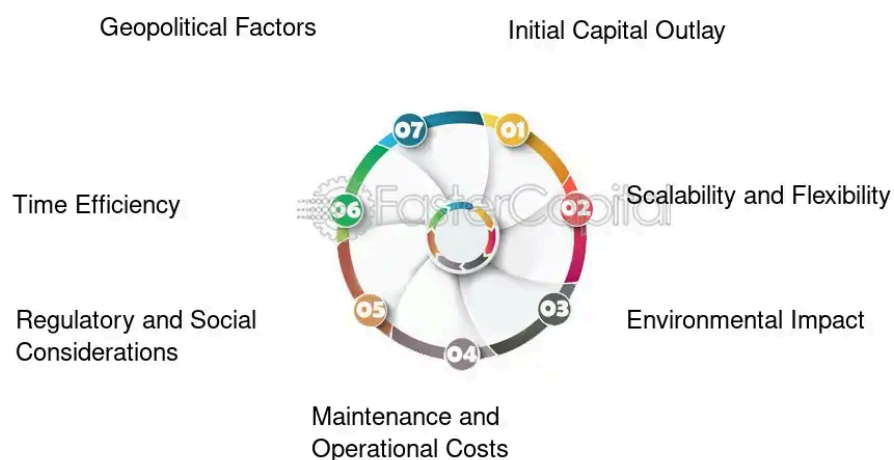 Geopolitical Factors
Initial Capital Outlay
07
01
Time Efficiency
06
FasterCapital
02
Scalability and Flexibility
Regulatory and Social
Considerations
05
03
Environmental Impact
04
Maintenance and
Operational Costs